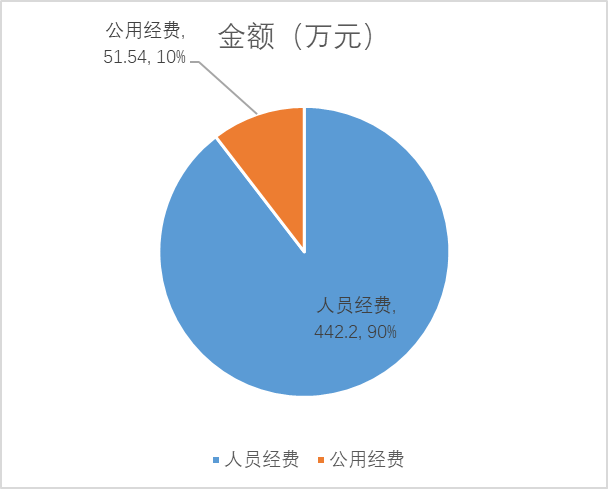 金额（万元）
公用经费,
51.54, 10%
人员经费,
442.2, 90%
人员经费 公用经费